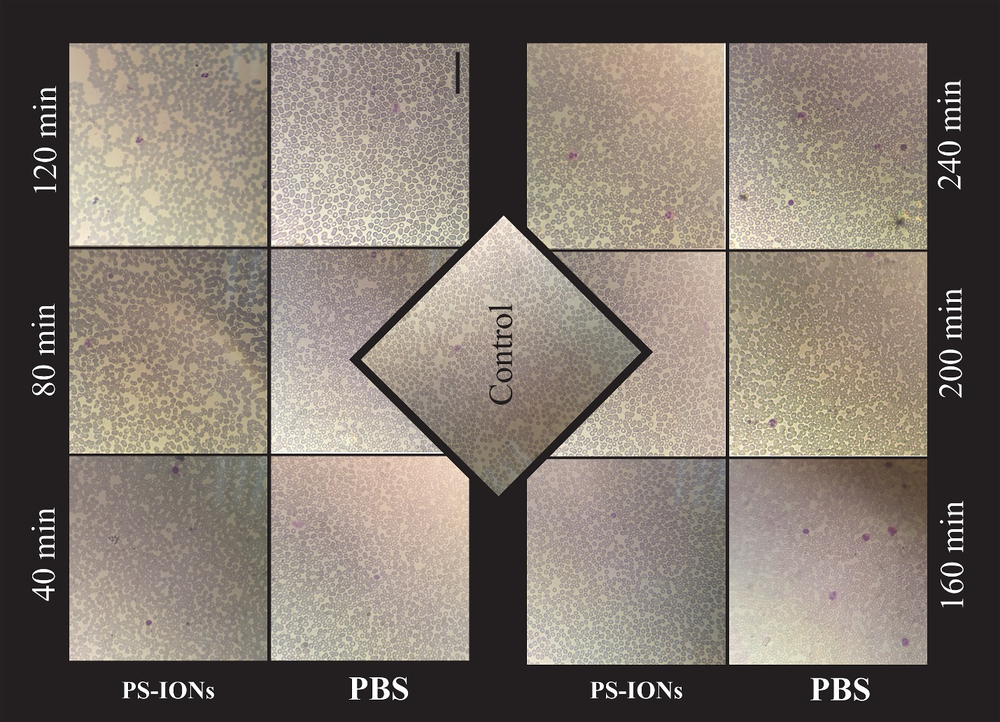 120 min
240 min
Control
80 min
200 min
40 min
160 min
PS-IONs
PBS
PS-IONs
PBS